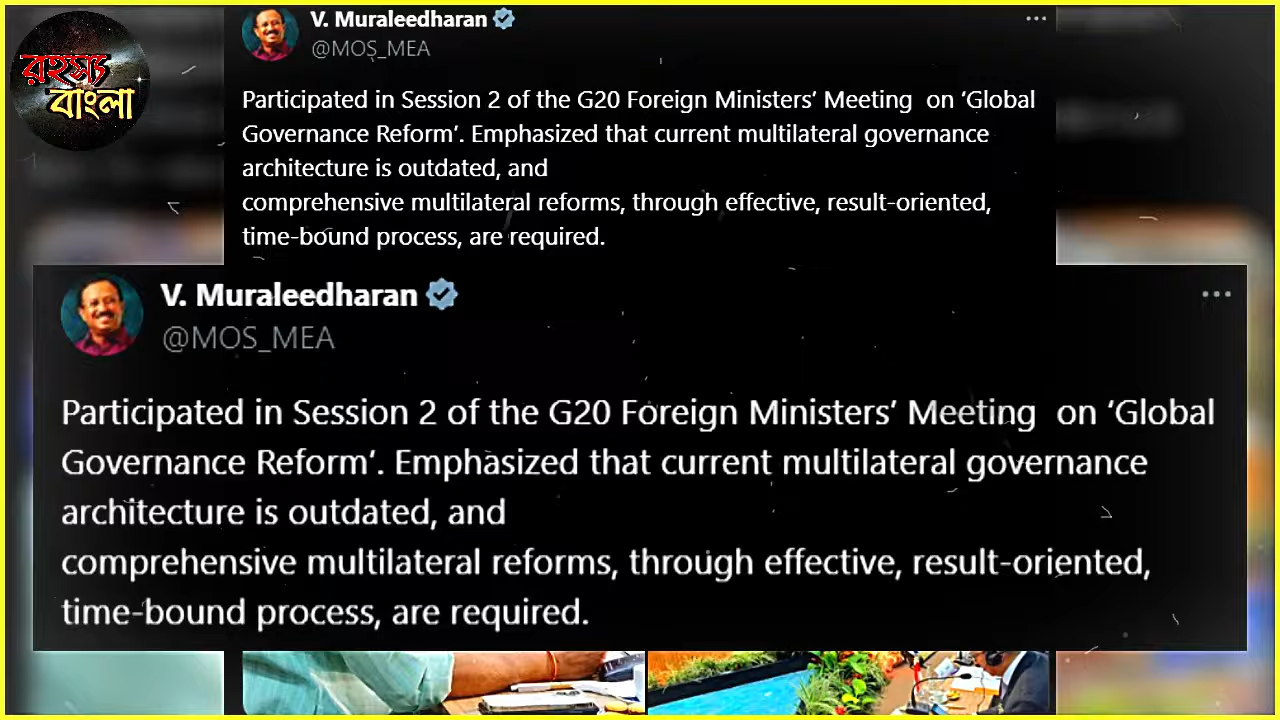 রহস্য
বাংলা
V. Muraleedharan
@MOS_MEA
Participated in Session 2 of the G20 Foreign Ministers’ Meeting on ‘Global
Governance Reform’. Emphasized that current multilateral governance
architecture is outdated, and
comprehensive multilateral reforms, through effective, result-oriented,
time-bound process, are required.
V. Muraleedharan
@MOS_MEA
Participated in Session 2 of the G20 Foreign Ministers’ Meeting on ‘Global
Governance Reform’. Emphasized that current multilateral governance
architecture is outdated, and
comprehensive multilateral reforms, through effective, result-oriented,
time-bound process, are required.